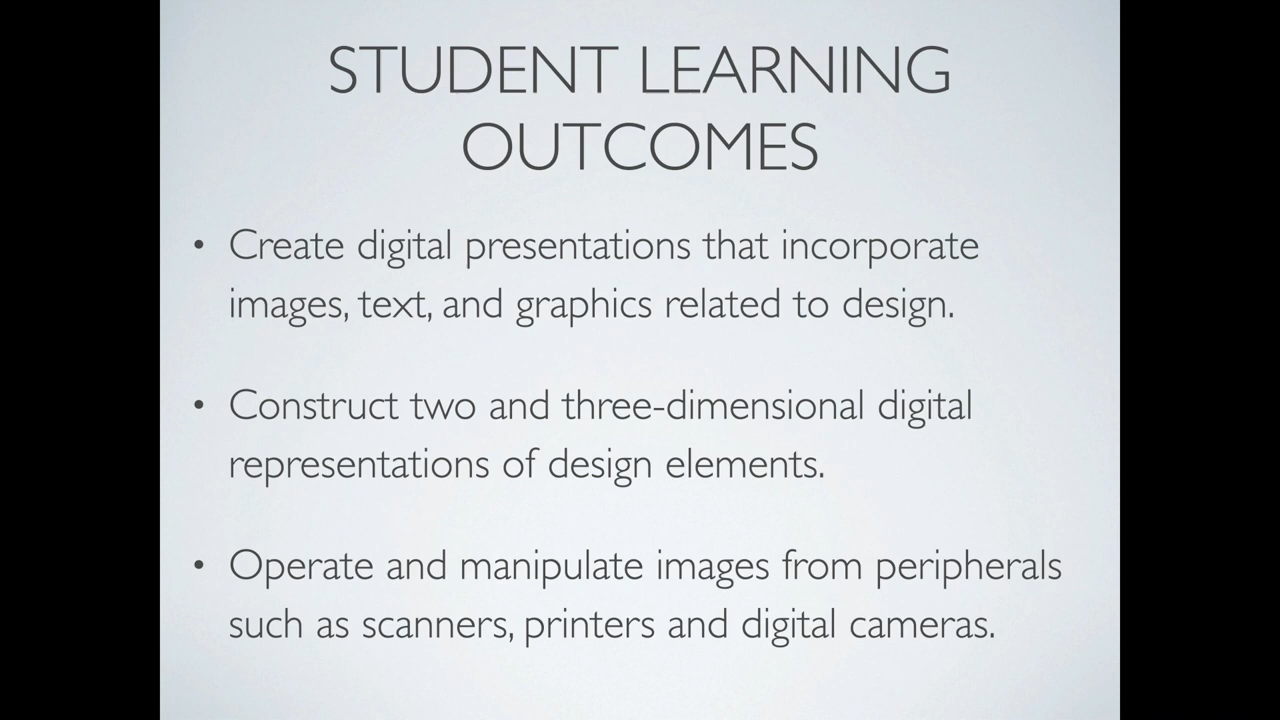 STUDENT LEARNING
OUTCOMES
• Create digital presentations that incorporate
images, text, and graphics related to design.
• Construct two and three-dimensional digital
representations of design elements.
• Operate and manipulate images from peripherals
such as scanners, printers and digital cameras.